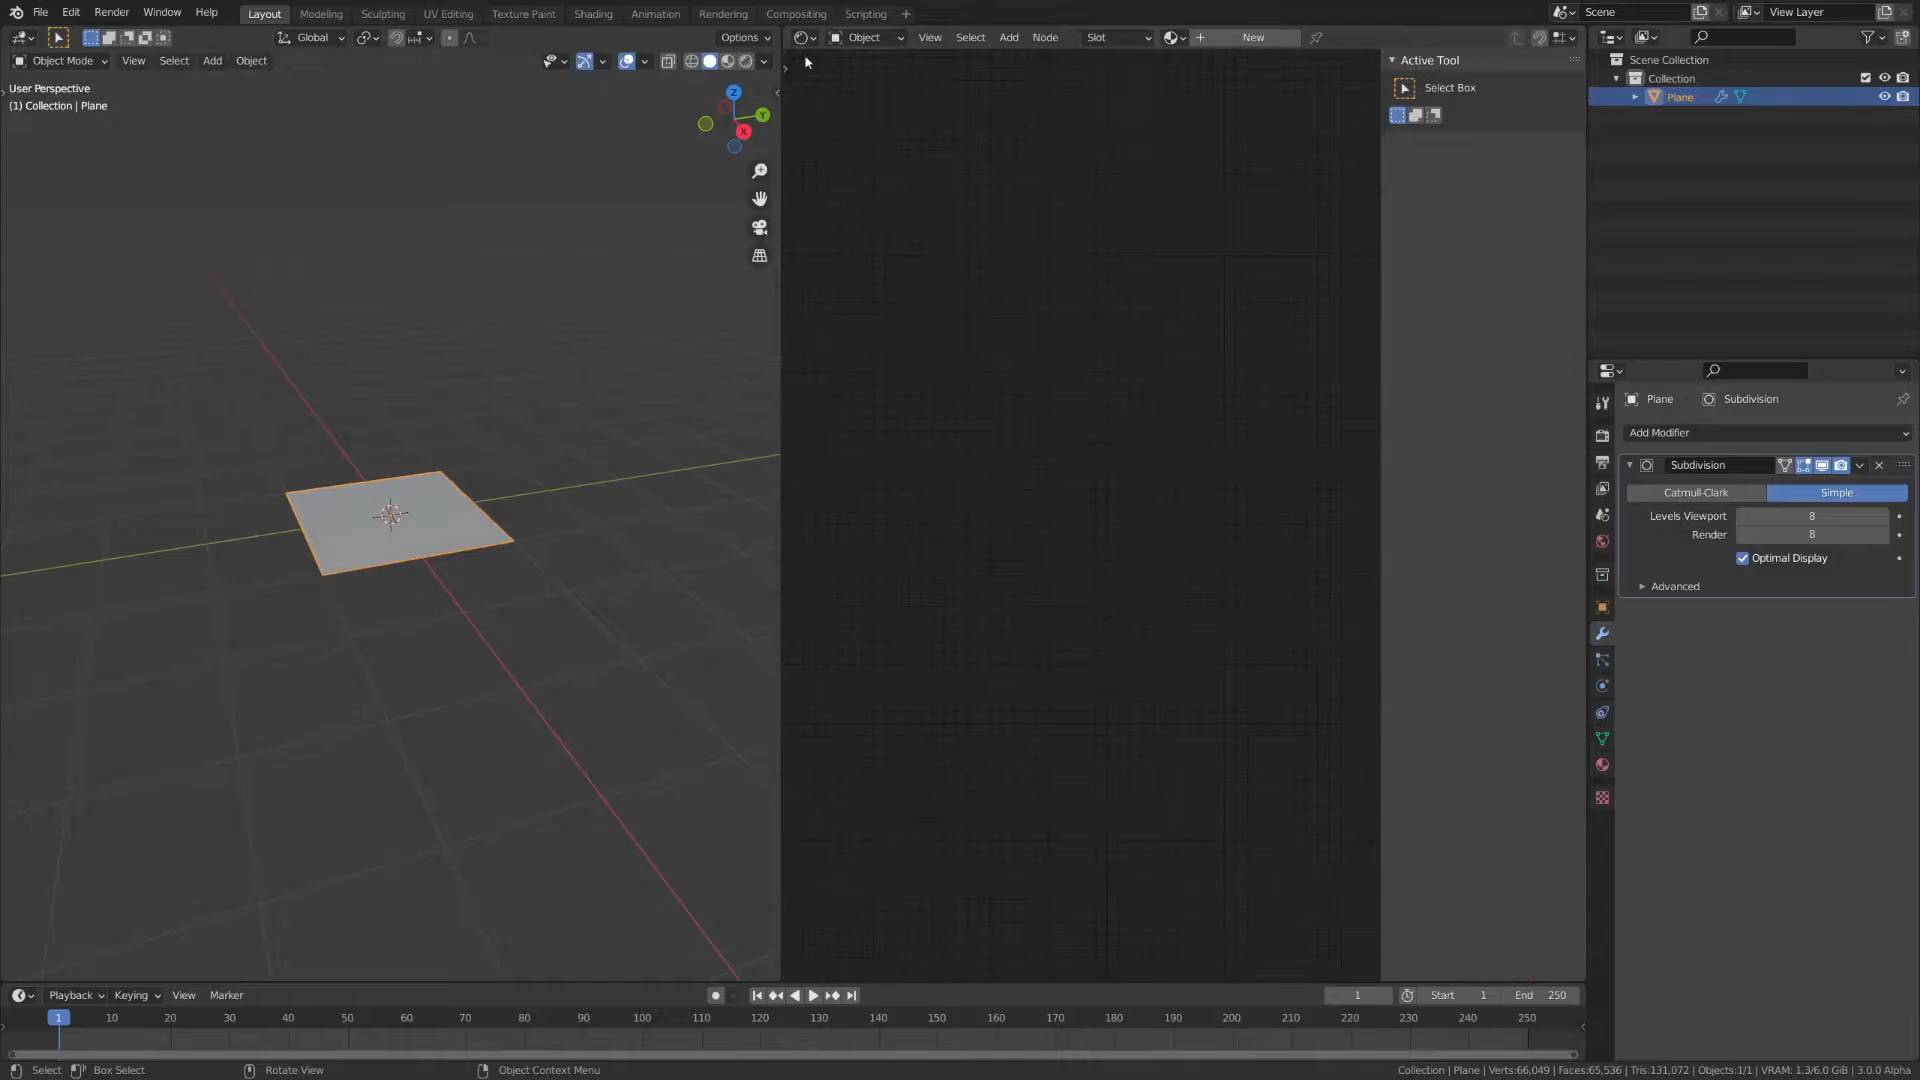 File Edit Render Window Help Layout Modeling Sculpting UV Editing Texture Paint Shading Animation Rendering Compositing Scripting + Scene View Layer
Global Options Object View Select Add Node Slot New
Object Mode View Select Add Object
User Perspective
(1) Collection | Plane
Z
Y
X
Active Tool
Select Box
Scene Collection
Collection
Plane
Plane Subdivision
Add Modifier
Subdivision
Catmull-Clark Simple
Levels Viewport 8
Render 8
Optimal Display
Advanced
Playback Keying View Marker 1 Start 1 End 250
1 10 20 30 40 50 60 70 80 90 100 110 120 130 140 150 160 170 180 190 200 210 220 230 240 250
Select Box Select Rotate View Object Context Menu Collection | Plane | Verts:66,049 | Faces:65,536 | Tris:131,072 | Objects:1/1 | VRAM: 1.3/6.0 GiB | 3.0.0 Alpha